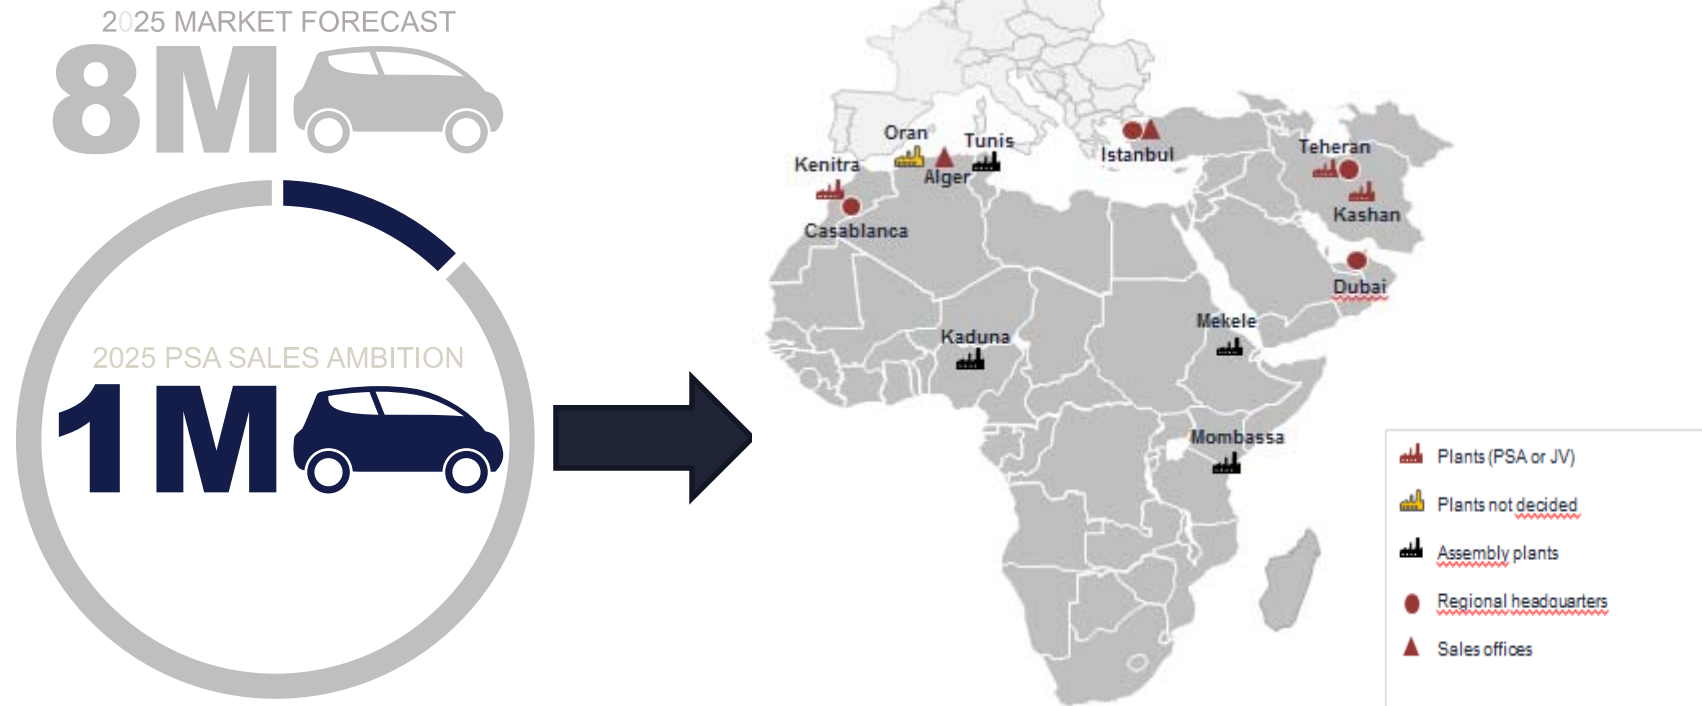 2025 MARKET FORECAST
8M
2025 PSA SALES AMBITION
1M
Oran
Tunis
Kenitra
Alger
Casablanca
Istanbul
Teheran
Kashan
Dubai
Mekele
Kaduna
Mombassa
Plants (PSA or JV)
Plants not decided
Assembly plants
Regional headquarters
Sales offices